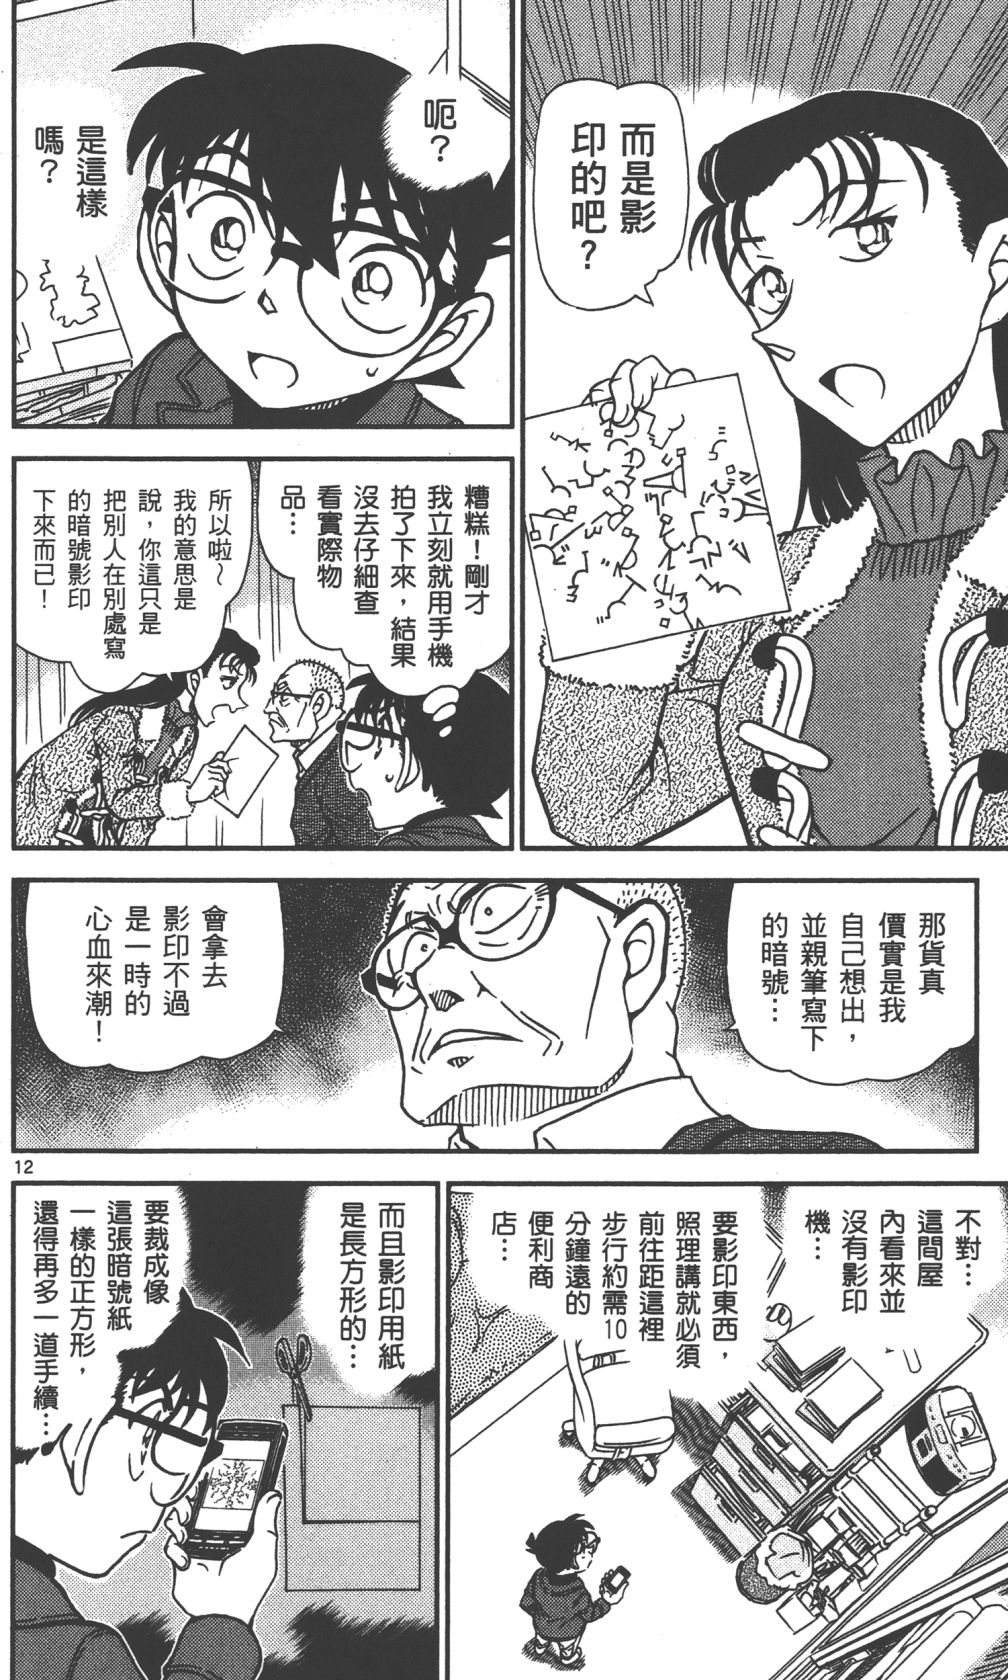 而是影
印的吧？
呃？
是這樣
嗎？
糟糕！剛才
我立刻就用手機
拍了下來，結果
沒去仔細查
看實際物
品…
所以啦～
我的意思是
說，你這只是
把別人在別處寫
的暗號影印
下來而已！
那貨真
價實是我
自己想出，
並親筆寫下
的暗號…
會拿去
影印不過
是一時的
心血來潮！
12
不對…
這間屋
內看來並
沒有影印
機…
要影印東西，
照理講就必須
前往距這裡
步行約需10
分鐘遠的
便利商
店…
而且影印用紙
是長方形的…
要裁成像
這張暗號紙
一樣的正方形，
還得再多一道手續…